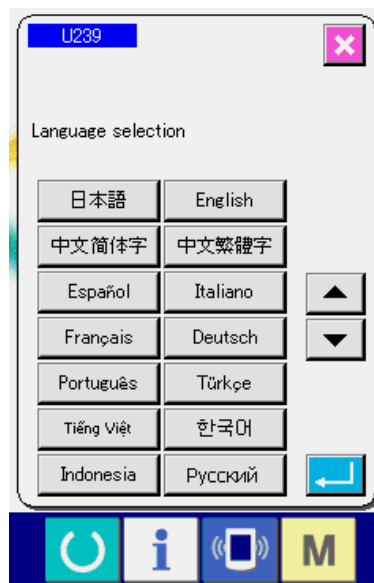 U239
Language selection
日本語 English
中文简体字 中文繁體字
Español Italiano
Français Deutsch
Português Türkçe
Tiếng Việt 한국어
Indonesia Русский
i M